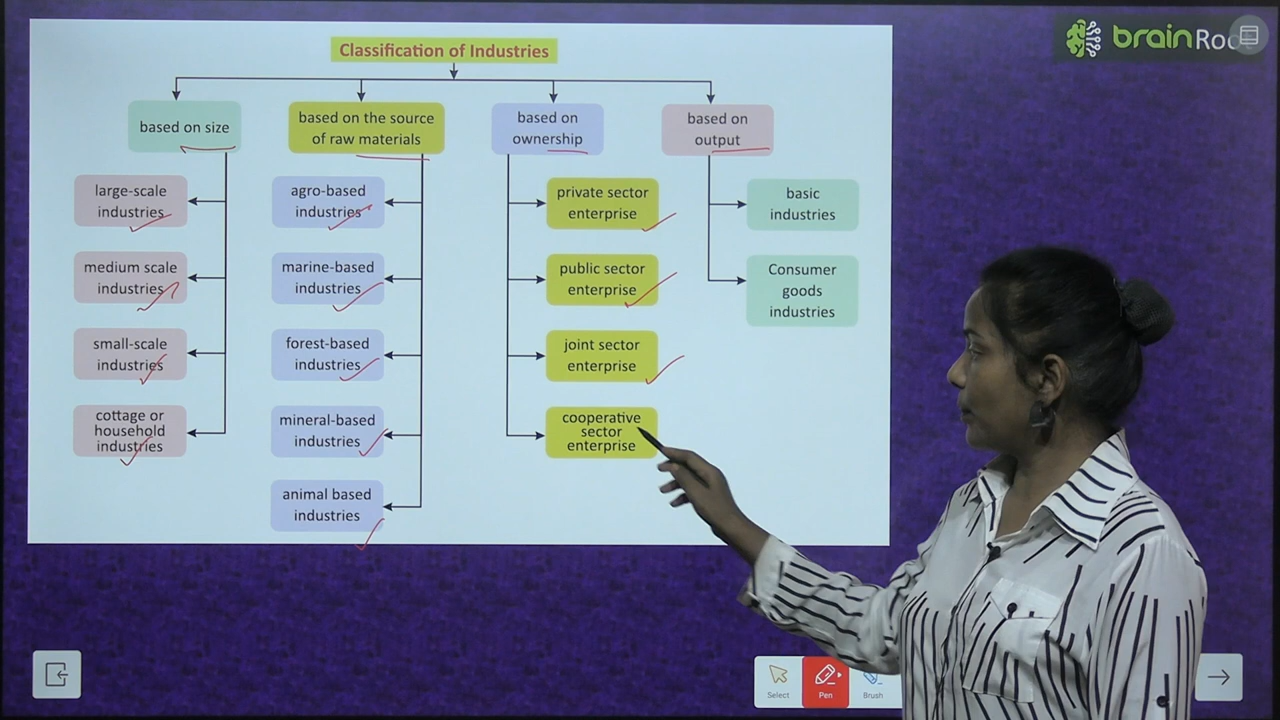 Classification of Industries
brain
based on size
based on the source
of raw materials
based on
ownership
based on
output
large-scale
industries
medium scale
industries
small-scale
industries
cottage or
household
industries
agro-based
industries
marine-based
industries
forest-based
industries
mineral-based
industries
animal based
industries
private sector
enterprise
public sector
enterprise
joint sector
enterprise
cooperative
sector
enterprise
basic
industries
Consumer
goods
industries
Select
Pen
Brush